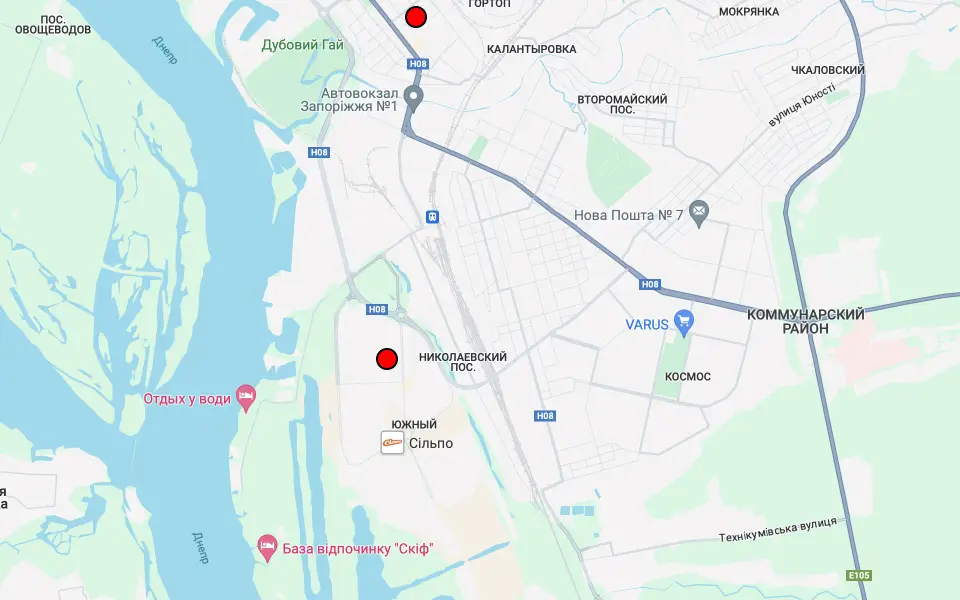 ГОРТОП
МОКРЯНКА
ПОС.
ОВОЩЕВОДОВ
Днепр
Дубовий Гай
КАЛАНТЫРОВКА
H08
ЧКАЛОВСКИЙ
Автовокзал
Запоріжжя №1
ВТОРОМАЙСКИЙ
ПОС.
вулиця Юності
H08
Нова Пошта № 7
H08
H08
VARUS
КОММУНАРСКИЙ
РАЙОН
НИКОЛАЕВСКИЙ
ПОС.
КОСМОС
Отдых у води
H08
ЮЖНЫЙ
Сільпо
Технікумівська вулиця
Днепр
База відпочинку "Скіф"
E105